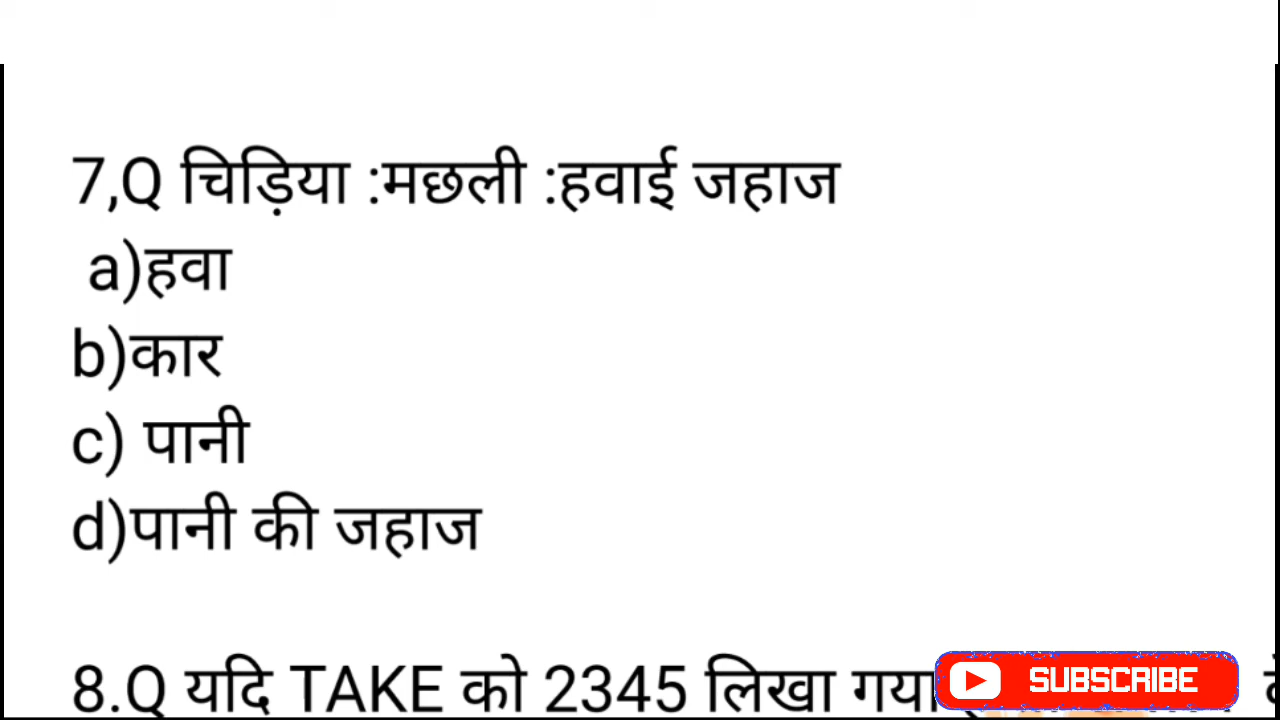 7,Q चिड़िया :मछली :हवाई जहाज
a)हवा
b)कार
c) पानी
d)पानी की जहाज
8.Q यदि TAKE को 2345 लिखा गया
SUBSCRIBE